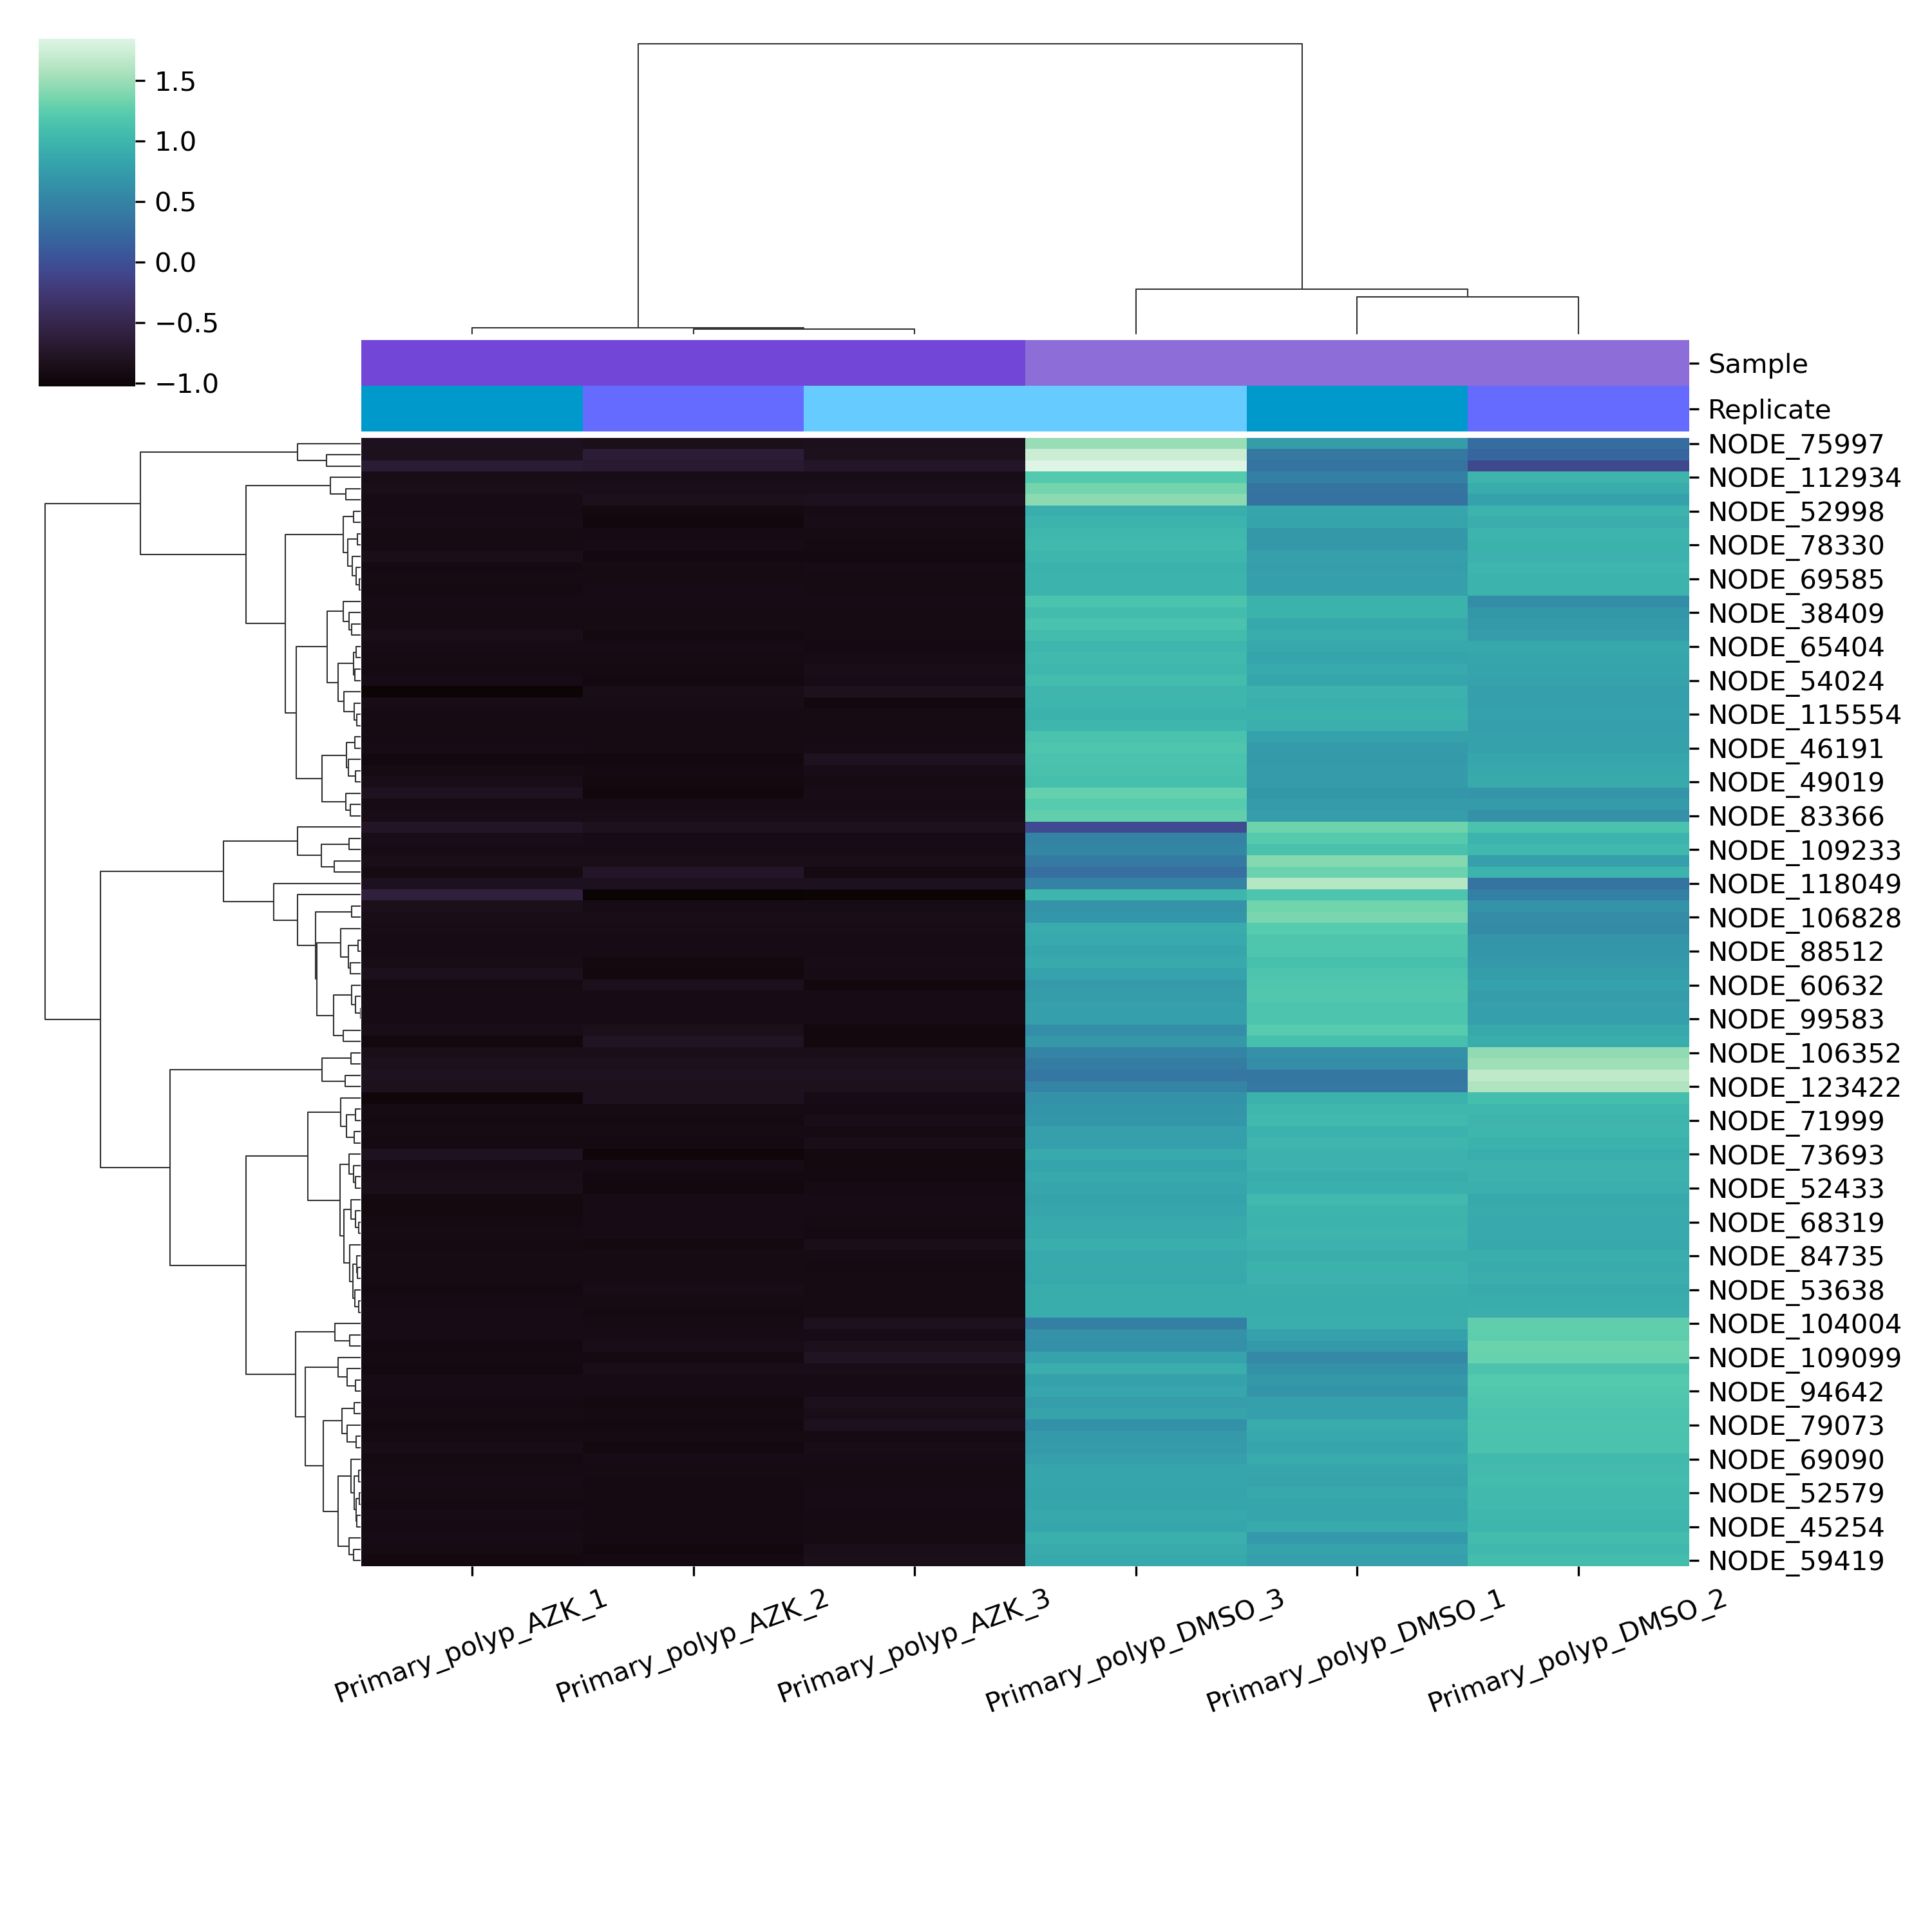 1.5
1.0
0.5
0.0
−0.5
−1.0
Sample
Replicate
NODE_75997
NODE_112934
NODE_52998
NODE_78330
NODE_69585
NODE_38409
NODE_65404
NODE_54024
NODE_115554
NODE_46191
NODE_49019
NODE_83366
NODE_109233
NODE_118049
NODE_106828
NODE_88512
NODE_60632
NODE_99583
NODE_106352
NODE_123422
NODE_71999
NODE_73693
NODE_52433
NODE_68319
NODE_84735
NODE_53638
NODE_104004
NODE_109099
NODE_94642
NODE_79073
NODE_69090
NODE_52579
NODE_45254
NODE_59419
Primary_polyp_AZK_1
Primary_polyp_AZK_2
Primary_polyp_AZK_3
Primary_polyp_DMSO_3
Primary_polyp_DMSO_1
Primary_polyp_DMSO_2